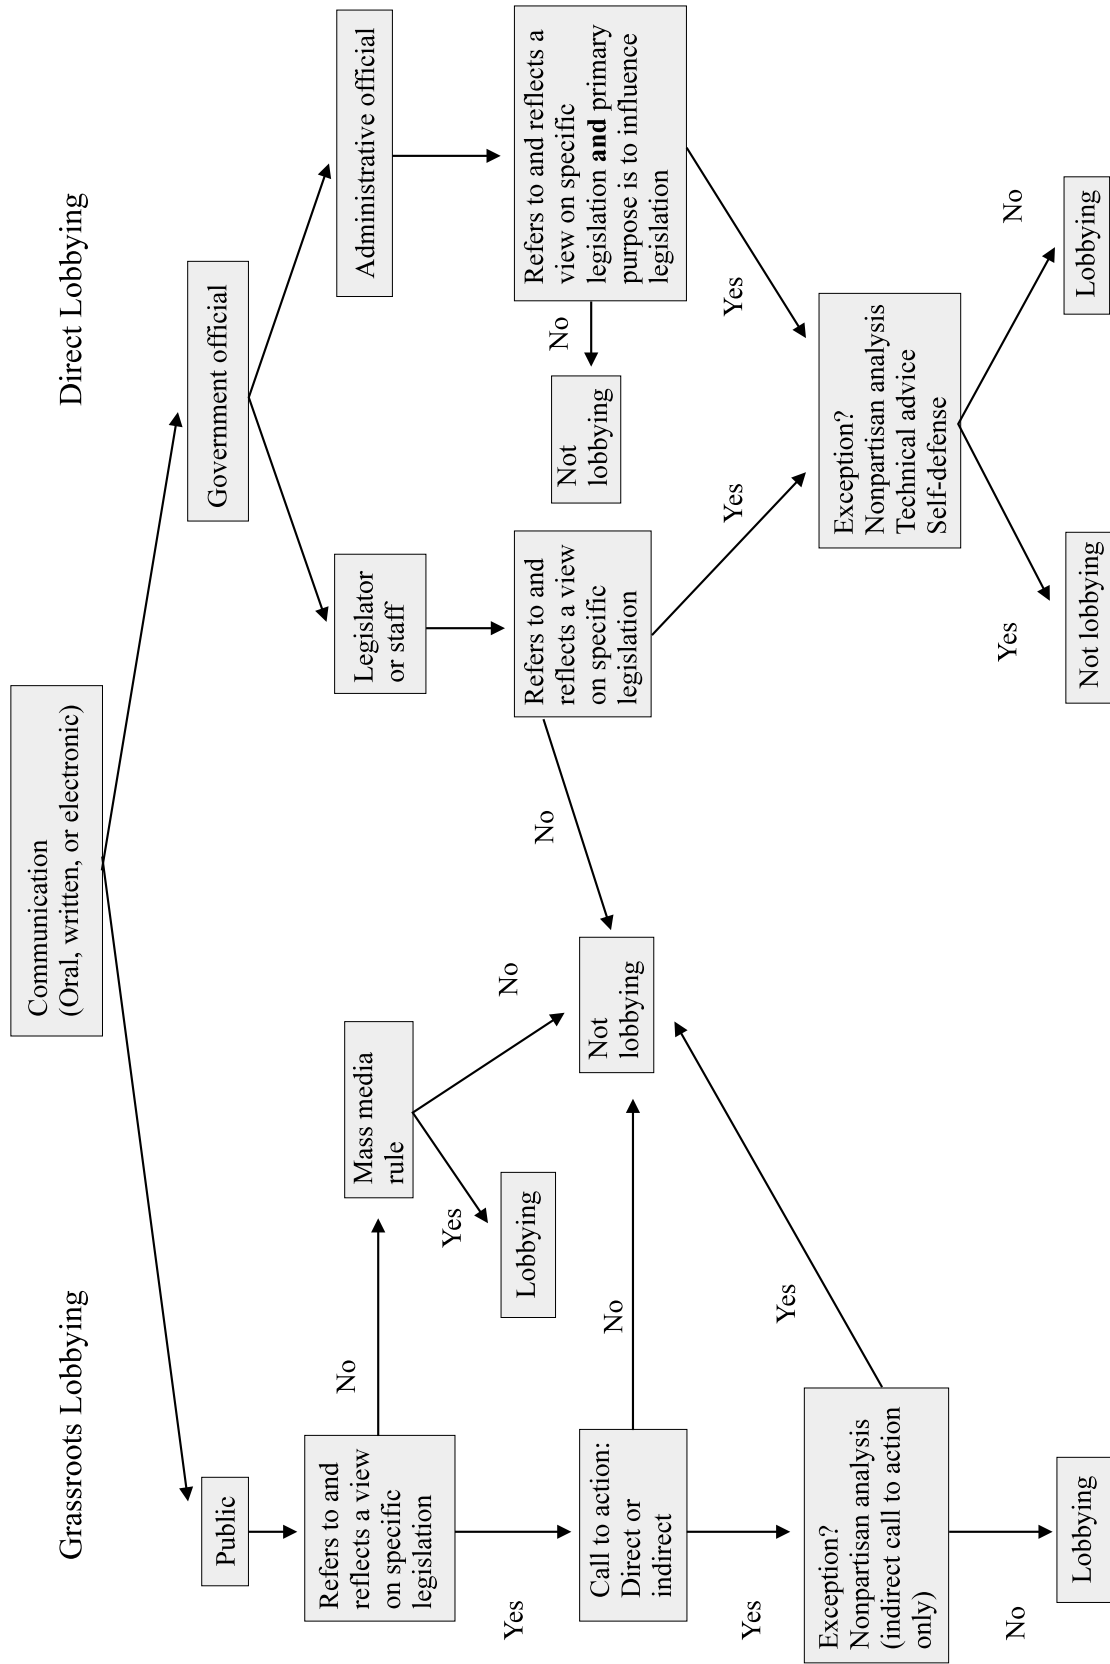 Communication
(Oral, written, or electronic)
Grassroots Lobbying
Direct Lobbying
Public
Government official
Refers to and
reflects a view
on specific
legislation
No
Mass media
rule
Legislator
or staff
Administrative official
Yes
Yes
No
Lobbying
Refers to and
reflects a view
on specific
legislation
Refers to and reflects a
view on specific
legislation and primary
purpose is to influence
legislation
No
No
Not
lobbying
Call to action:
Direct or
indirect
No
Not
lobbying
Yes
Yes
Yes
Yes
Exception?
Nonpartisan analysis
(indirect call to action
only)
Exception?
Nonpartisan analysis
Technical advice
Self-defense
No
Yes
No
Lobbying
Not lobbying
Lobbying